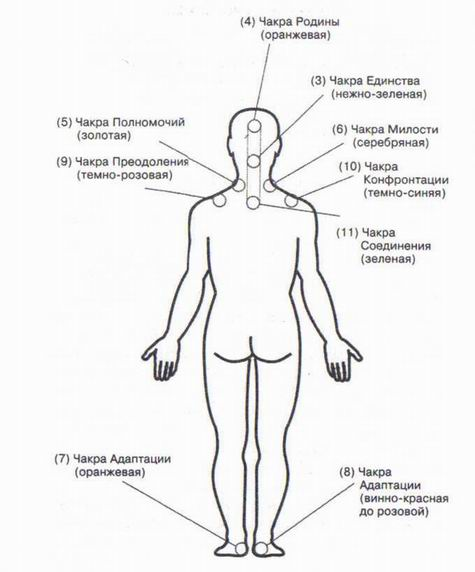 (4) Чакра Родины
(оранжевая)
(3) Чакра Единства
(нежно-зеленая)
(5) Чакра Полномочий
(золотая)
(6) Чакра Милости
(серебряная)
(9) Чакра Преодоления
(темно-розовая)
(10) Чакра
Конфронтации
(темно-синяя)
(11) Чакра
Соединения
(зеленая)
(7) Чакра Адаптации
(оранжевая)
(8) Чакра
Адаптации
(винно-красная
до розовой)